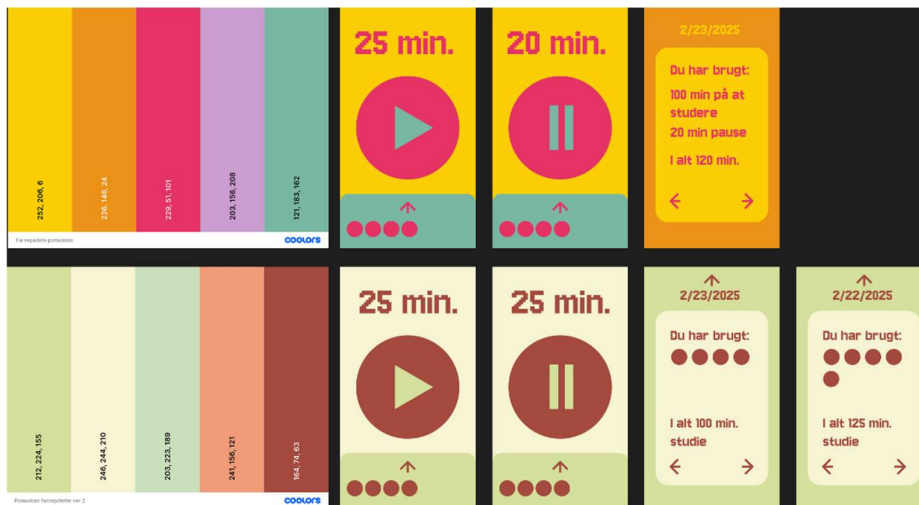 252, 206, 6
236, 146, 24
229, 51, 101
203, 156, 208
121, 183, 162
Farvepalete pomodoro
coolors
25 min.
20 min.
2/23/2025
Du har brugt:
100 min på at
studere
20 min pause
I alt 120 min.
212, 224, 155
246, 244, 210
203, 223, 189
241, 156, 121
164, 74, 63
Pomodoro farvepalette ver 2
coolors
25 min.
25 min.
2/23/2025
Du har brugt:
I alt 100 min.
studie
2/22/2025
Du har brugt:
I alt 125 min.
studie